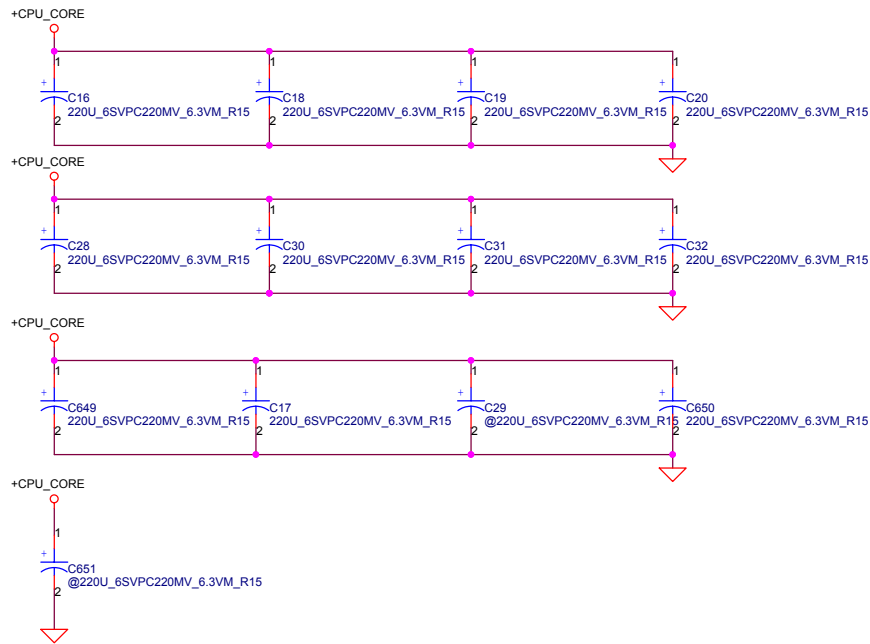 +CPU_CORE
1 1 1 1
+ + + +
C16 C18 C19 C20
220U_6SVPC220MV_6.3VM_R15 220U_6SVPC220MV_6.3VM_R15 220U_6SVPC220MV_6.3VM_R15 220U_6SVPC220MV_6.3VM_R15
2 2 2 2
+CPU_CORE
1 1 1 1
+ + + +
C28 C30 C31 C32
220U_6SVPC220MV_6.3VM_R15 220U_6SVPC220MV_6.3VM_R15 220U_6SVPC220MV_6.3VM_R15 220U_6SVPC220MV_6.3VM_R15
2 2 2 2
+CPU_CORE
1 1 1 1
+ + + +
C649 C17 C29 C650
220U_6SVPC220MV_6.3VM_R15 220U_6SVPC220MV_6.3VM_R15 @220U_6SVPC220MV_6.3VM_R15 220U_6SVPC220MV_6.3VM_R15
2 2 2 2
+CPU_CORE
1
+
C651
@220U_6SVPC220MV_6.3VM_R15
2